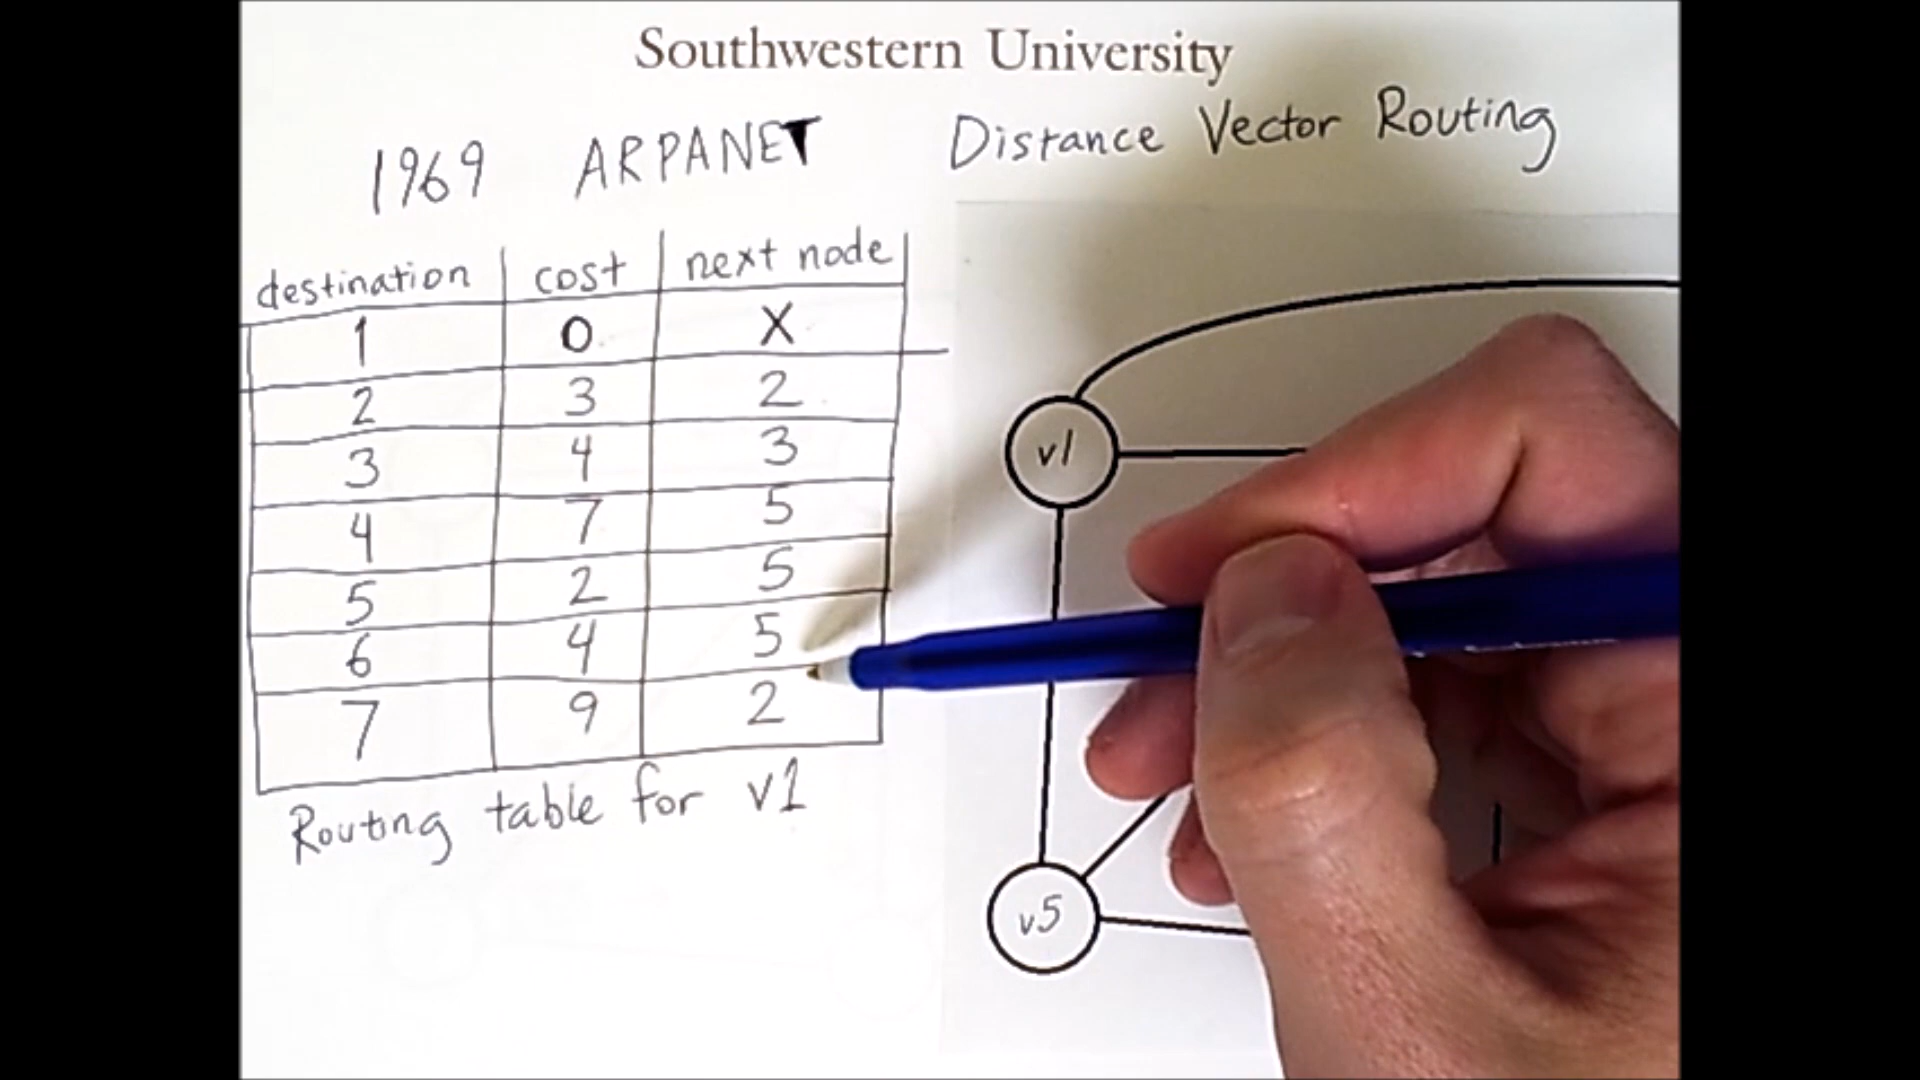 Southwestern University
1969 ARPANET Distance Vector Routing
destination cost next node
1 0 X
2 3 2
3 4 3
4 7 5
5 2 5
6 4 5
7 9 2
Routing table for v1
v1
v5